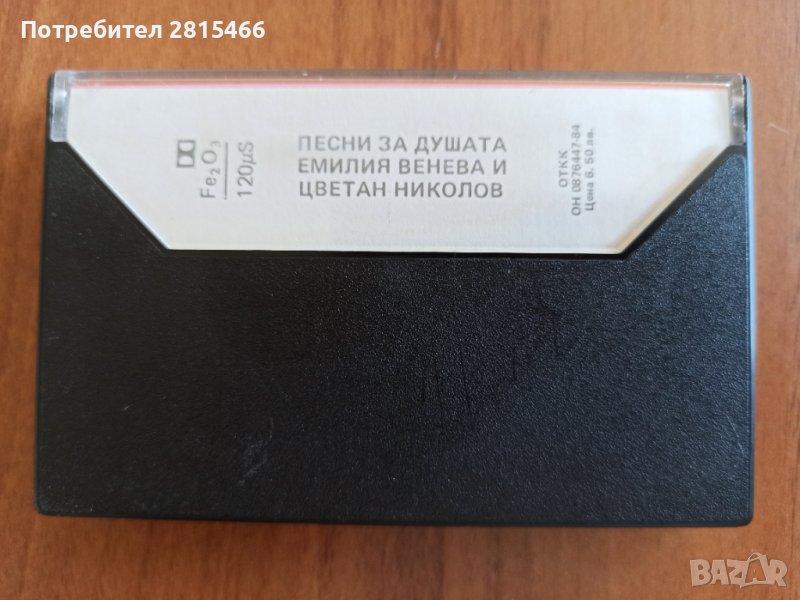 Потребител 2815466
Fe₂O₃
120µS
ПЕСНИ ЗА ДУШАТА
ЕМИЛИЯ ВЕНЕВА И
ЦВЕТАН НИКОЛОВ
ОТКК
ОН 0876447-84
Цена 6, 50 лв.
BAZAR